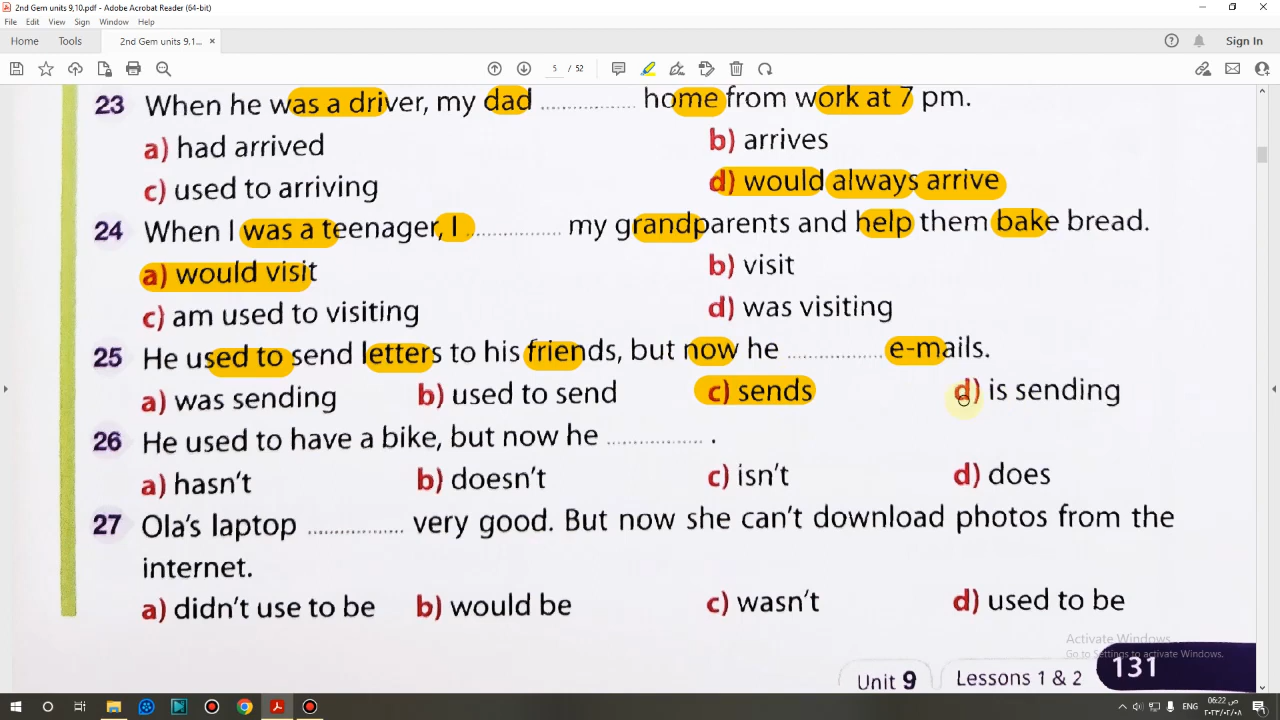 2nd Gem units 9,10.pdf - Adobe Acrobat Reader (64-bit)
File Edit View Sign Window Help
Home Tools 2nd Gem units 9.1... × Sign In
5 / 52
23 When he was a driver, my dad .............. home from work at 7 pm.
a) had arrived b) arrives
c) used to arriving d) would always arrive
24 When I was a teenager, I .............. my grandparents and help them bake bread.
a) would visit b) visit
c) am used to visiting d) was visiting
25 He used to send letters to his friends, but now he .............. e-mails.
a) was sending b) used to send c) sends d) is sending
26 He used to have a bike, but now he .............. .
a) hasn't b) doesn't c) isn't d) does
27 Ola's laptop .............. very good. But now she can't download photos from the
internet.
a) didn't use to be b) would be c) wasn't d) used to be
Activate Windows
Go to Settings to activate Windows.
Unit 9 Lessons 1 & 2 131
ENG 06:22 ص
٢٠٢٣/٠٢/٠٨